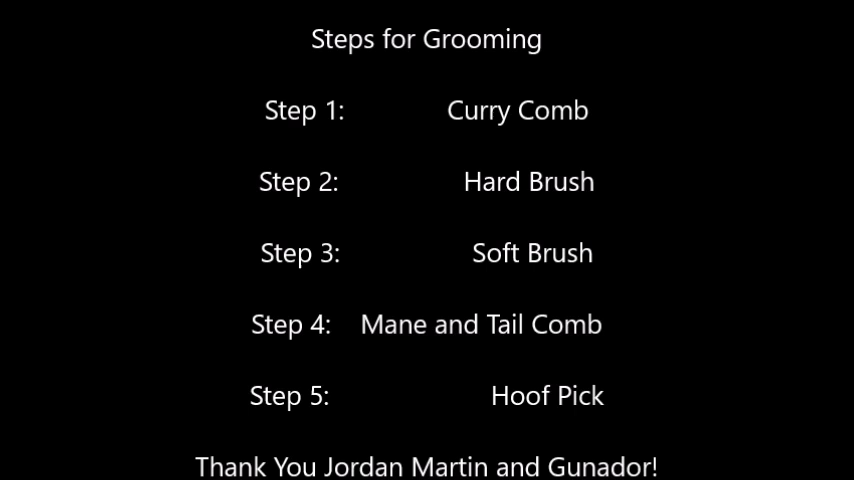 Steps for Grooming
Step 1: Curry Comb
Step 2: Hard Brush
Step 3: Soft Brush
Step 4: Mane and Tail Comb
Step 5: Hoof Pick
Thank You Jordan Martin and Gunador!